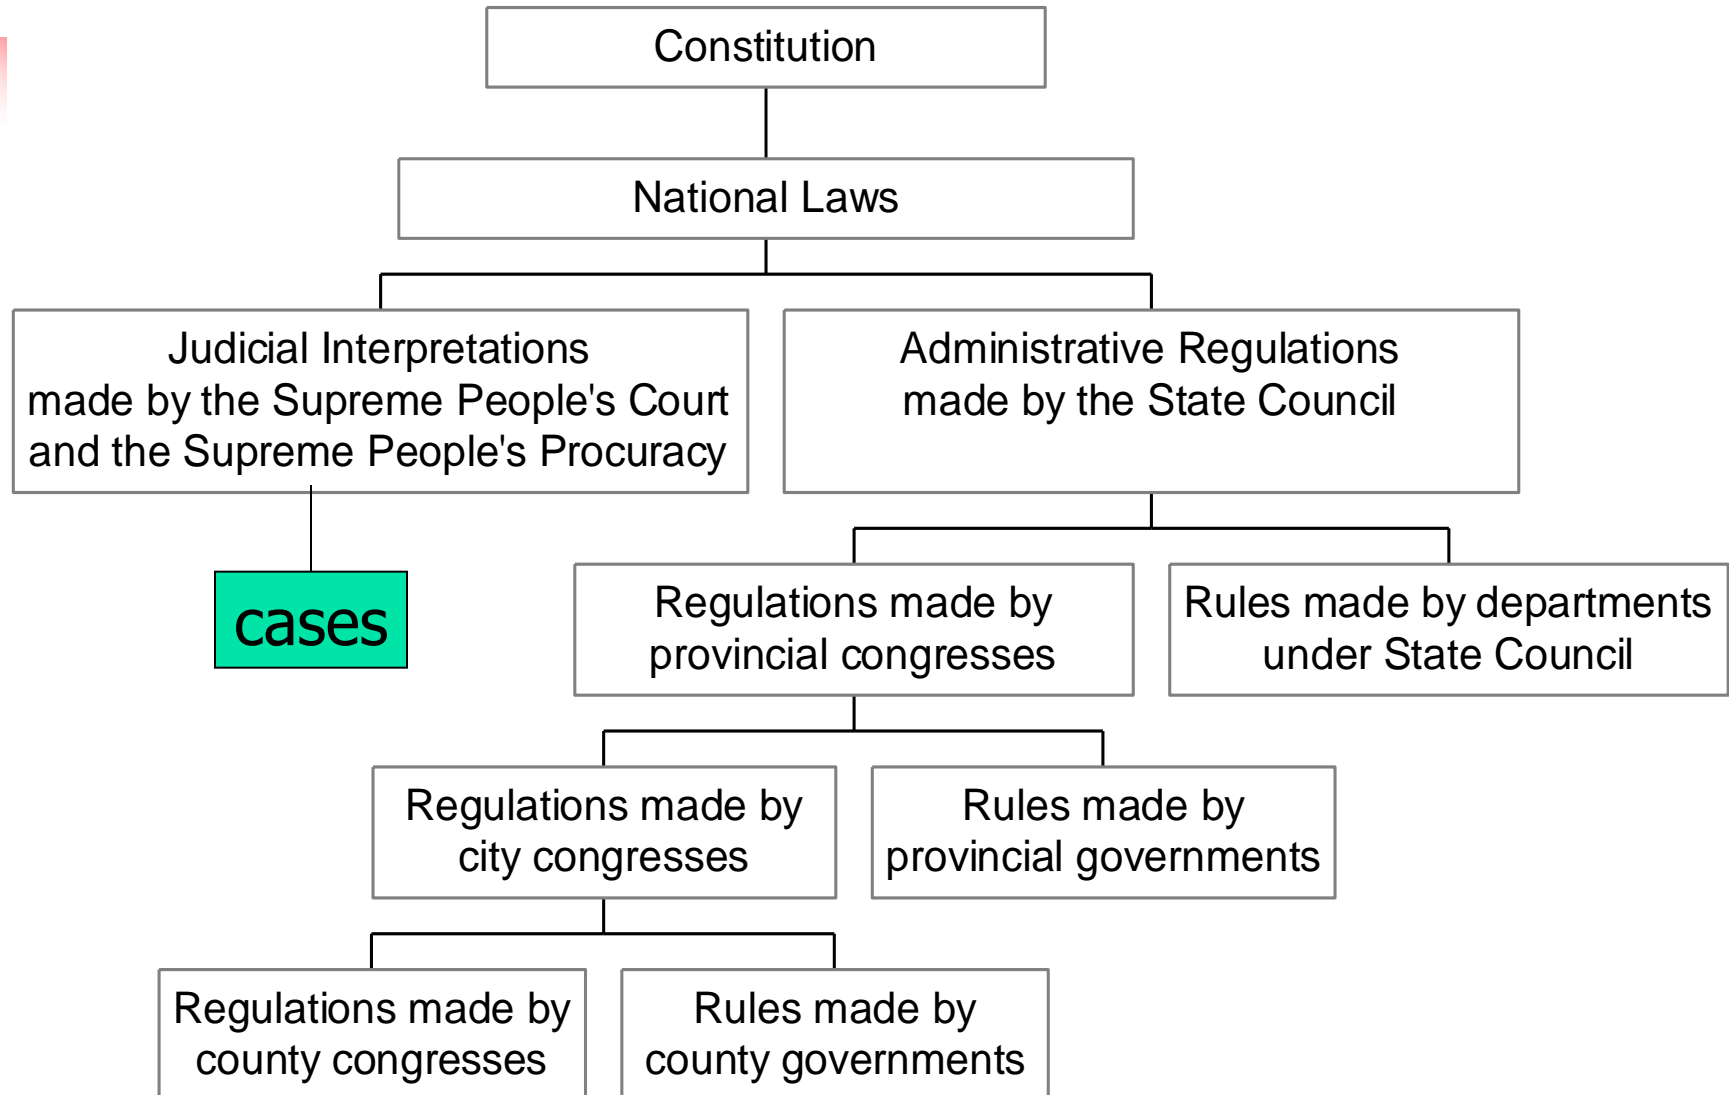 Constitution
National Laws
Judicial Interpretations
made by the Supreme People's Court
and the Supreme People's Procuracy
Administrative Regulations
made by the State Council
cases
Regulations made by
provincial congresses
Rules made by departments
under State Council
Regulations made by
city congresses
Rules made by
provincial governments
Regulations made by
county congresses
Rules made by
county governments